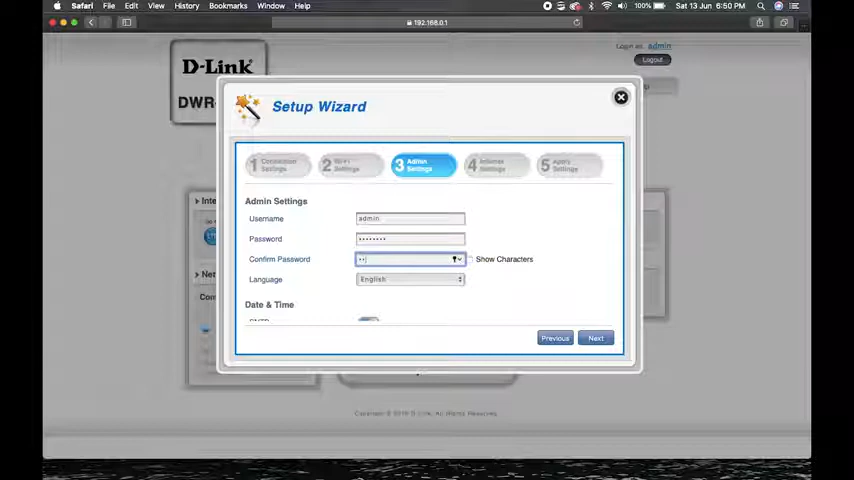 Safari File Edit View History Bookmarks Window Help
100% Sat 13 Jun 6:50 PM
192.168.0.1
D-Link
DWR-
Login as admin
Logout
Setup Wizard
1 Connection Settings
2 Wi-Fi Settings
3 Admin Settings
4 Internet Settings
5 Apply Settings
Admin Settings
Username admin
Password ••••••••
Confirm Password •• Show Characters
Language English
Date & Time
Previous Next